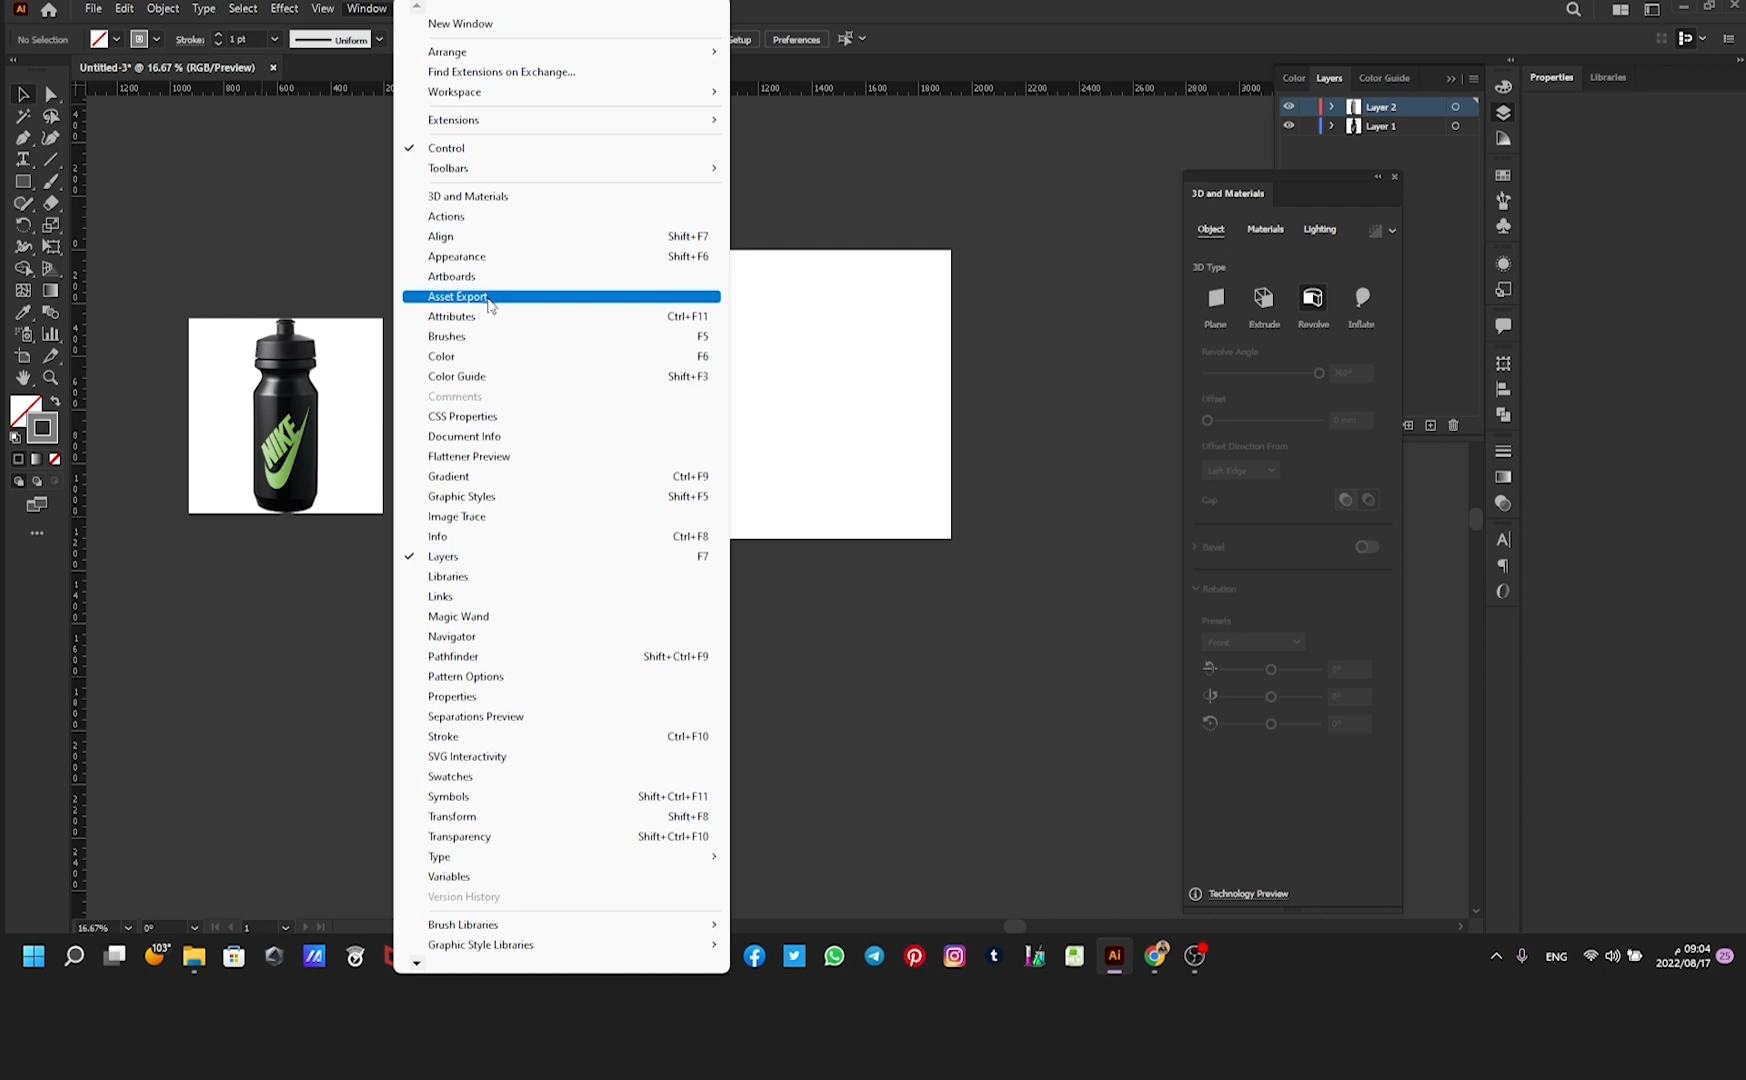 Ai
File Edit Object Type Select Effect View Window
No Selection
Stroke:
1 pt
Uniform
Preferences
Untitled-3* @ 16.67 % (RGB/Preview)
1200 1000 800 600 400
1200 1400 1600 1800 2000 2200 2400 2600 2800 3000
New Window
Arrange
Find Extensions on Exchange...
Workspace
Extensions
Control
Toolbars
3D and Materials
Actions
Align Shift+F7
Appearance Shift+F6
Artboards
Asset Export
Attributes Ctrl+F11
Brushes F5
Color F6
Color Guide Shift+F3
Comments
CSS Properties
Document Info
Flattener Preview
Gradient Ctrl+F9
Graphic Styles Shift+F5
Image Trace
Info Ctrl+F8
Layers F7
Libraries
Links
Magic Wand
Navigator
Pathfinder Shift+Ctrl+F9
Pattern Options
Properties
Separations Preview
Stroke Ctrl+F10
SVG Interactivity
Swatches
Symbols Shift+Ctrl+F11
Transform Shift+F8
Transparency Shift+Ctrl+F10
Type
Variables
Version History
Brush Libraries
Graphic Style Libraries
NIKE
Color Layers Color Guide
Layer 2
Layer 1
Properties Libraries
3D and Materials
Object Materials Lighting
3D Type
Plane Extrude Revolve Inflate
Revolve Angle
360°
Offset
0 mm
Offset Direction From
Left Edge
Cap
Bevel
Rotation
Presets
Front
0°
0°
0°
Technology Preview
16.67% 0° 1
103°
Ai
ENG
09:04 م
2022/08/17
25